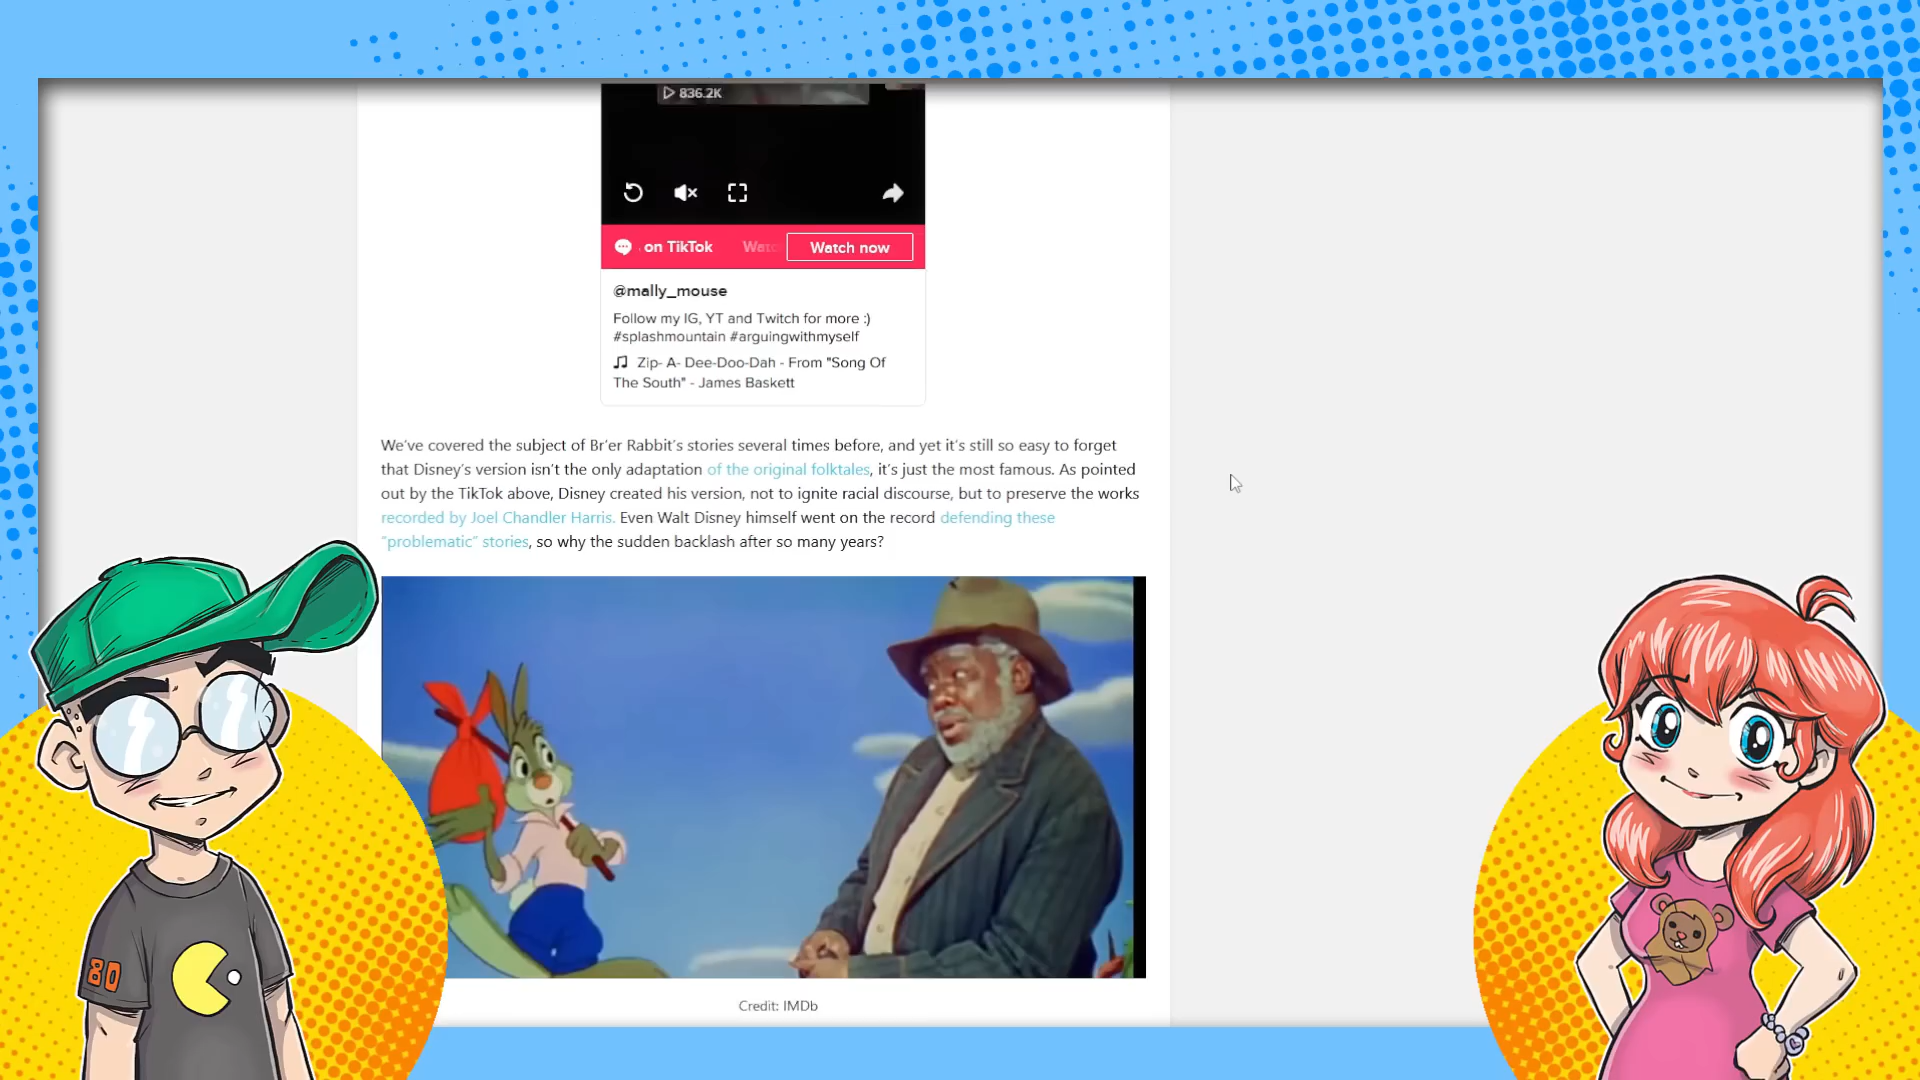 836.2K
on TikTok Watch now
@mally_mouse
Follow my IG, YT and Twitch for more :)
#splashmountain #arguingwithmyself
Zip- A- Dee-Doo-Dah - From "Song Of
The South" - James Baskett
We've covered the subject of Br'er Rabbit's stories several times before, and yet it's still so easy to forget
that Disney's version isn't the only adaptation of the original folktales, it's just the most famous. As pointed
out by the TikTok above, Disney created his version, not to ignite racial discourse, but to preserve the works
recorded by Joel Chandler Harris. Even Walt Disney himself went on the record defending these
"problematic" stories, so why the sudden backlash after so many years?
80
Credit: IMDb